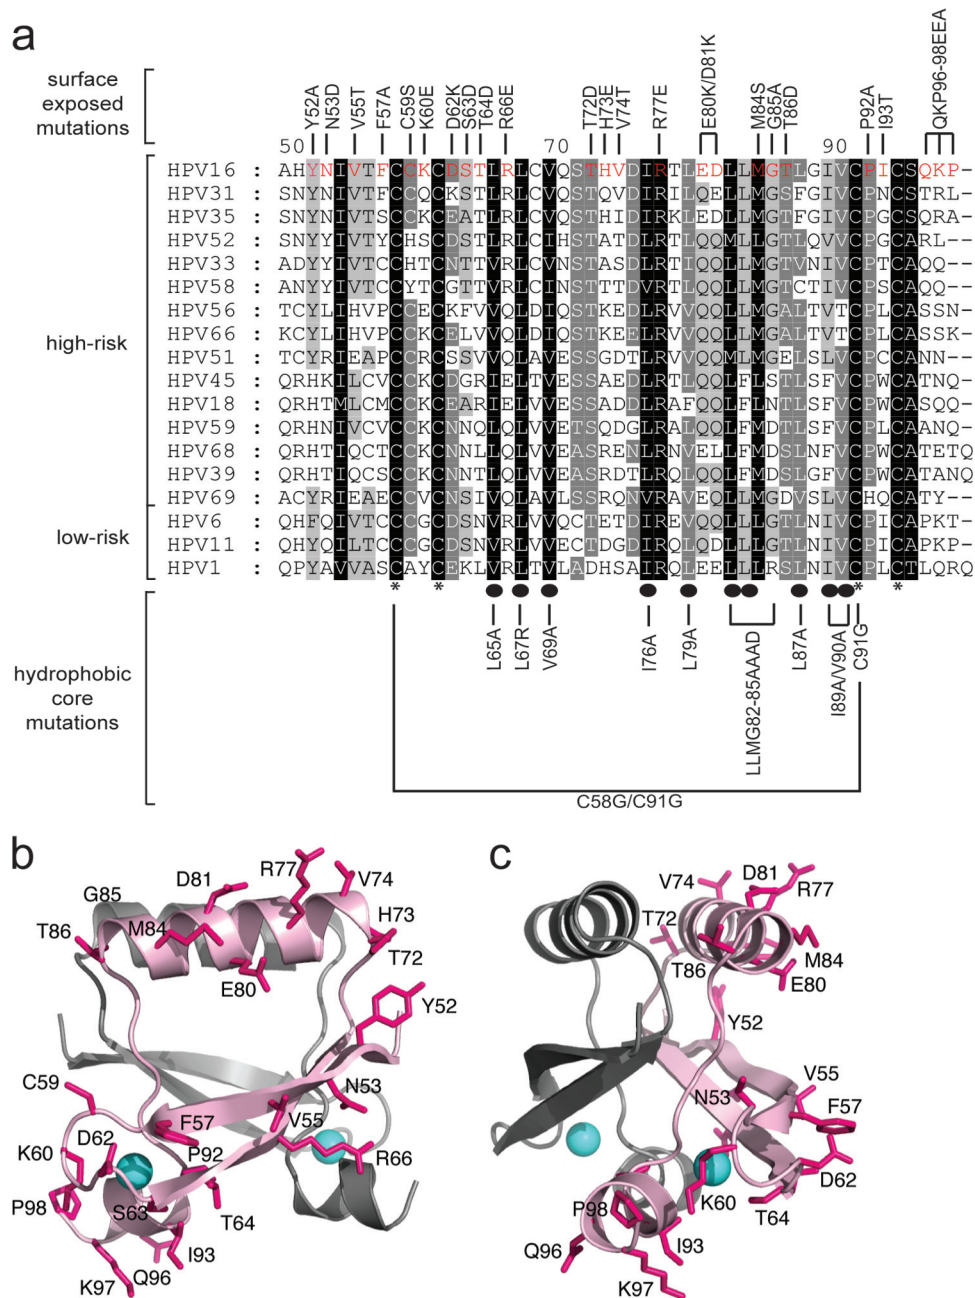 a
surface
exposed
mutations
Y52A
N53D
V55T
F57A
C59S
K60E
D62K
S63D
T64D
R66E
T72D
H73E
V74T
R77E
E80K/D81K
M84S
G85A
T86D
P92A
I93T
QKP96-98EEA
50 70 90
high-risk
low-risk
HPV16 : AHYNIVTFCCKCDSTLRLCVQSTHVDIRTLEDLLMGTLGIVCPICSQKP-
HPV31 : SNYNIVTFCCQCKSTLRLCVQSTQVDIRILQELLMGSFGIVCPNCSTRL-
HPV35 : SNYNIVTSCCKCEATLRLCVQSTHIDIRKLEDLLMGTFGIVCPGCSQRA-
HPV52 : SNYYIVTYCHSCDSTLRLCIHSTATDLRTLQQMLLGTLQVVCPGCARL--
HPV33 : ADYYIVTCCHTCNTTVRLCVNSTASDLRTIQQLLMGTVNIVCPTCAQQ--
HPV58 : ANYYIVTCCYTCGTTVRLCINSTTTDVRTLQQLLMGTCTIVCPSCAQQ--
HPV56 : TCYLIHVPCCECKFVVQLDIQSTKEDLRVVQQLLMGALTVTCPLCASSN-
HPV66 : KCYLIHVPCCECELVVQLDIQSTKEELRVVQQLLMGALTVTCPLCASSK-
HPV51 : TCYRIEAPCCRCSSVVQLAVESSGDTLRVVQQMLMGELSLVCPCCANN--
HPV45 : QRHKILCVCCKCDGRIELTVESSAEDLRTLQQLFLSTLSFVCPWCATNQ-
HPV18 : QRHTMLCMCCKCEARIELVVESSADDLRAFQQLFLNTLSFVCPWCASQQ-
HPV59 : QRHNIVCVCCKCNNLLQLVVETSQDGLRALQQLFMDTLSFVCPLCAANQ-
HPV68 : QRHTIQCTCCKCNNLLQLVVEASRENLRNVELLFMDSLNFVCPWCATETQ
HPV39 : QRHTIQCSCCKCNNTLQLVVEASRDTLRQLQQLFMDSLGFVCPWCATANQ
HPV69 : ACYRIEAECCVCNSIVQLAVLSSRQNVRAVEQLLMGDVSLVCHQCATY--
HPV6 : QHFQIVTCCCGCDSNVRLVVQCTETDIREVQQLLLGTLNIVCPICAPKT-
HPV11 : QHYQILTCCCGCDSNVRLVVECTDGDIRQLQDLLLGTLNIVCPICAPKP-
HPV1 : QPYAVVASCAYCEKLVRLTVLADHSAIRQLEELLLRSLNIVCPLCTLQRQ
* * * *
hydrophobic
core
mutations
L65A
L67R
V69A
I76A
L79A
LLMG82-85AAAD
L87A
I89A/V90A
C91G
C58G/C91G
b
R77
D81
V74
G85
T86
M84
H73
T72
E80
Y52
C59
N53
V55
F57
K60
D62
P92
R66
P98
S63
T64
I93
Q96
K97
c
D81
V74
R77
T72
T86
M84
E80
Y52
V55
N53
F57
D62
K60
T64
P98
I93
Q96
K97